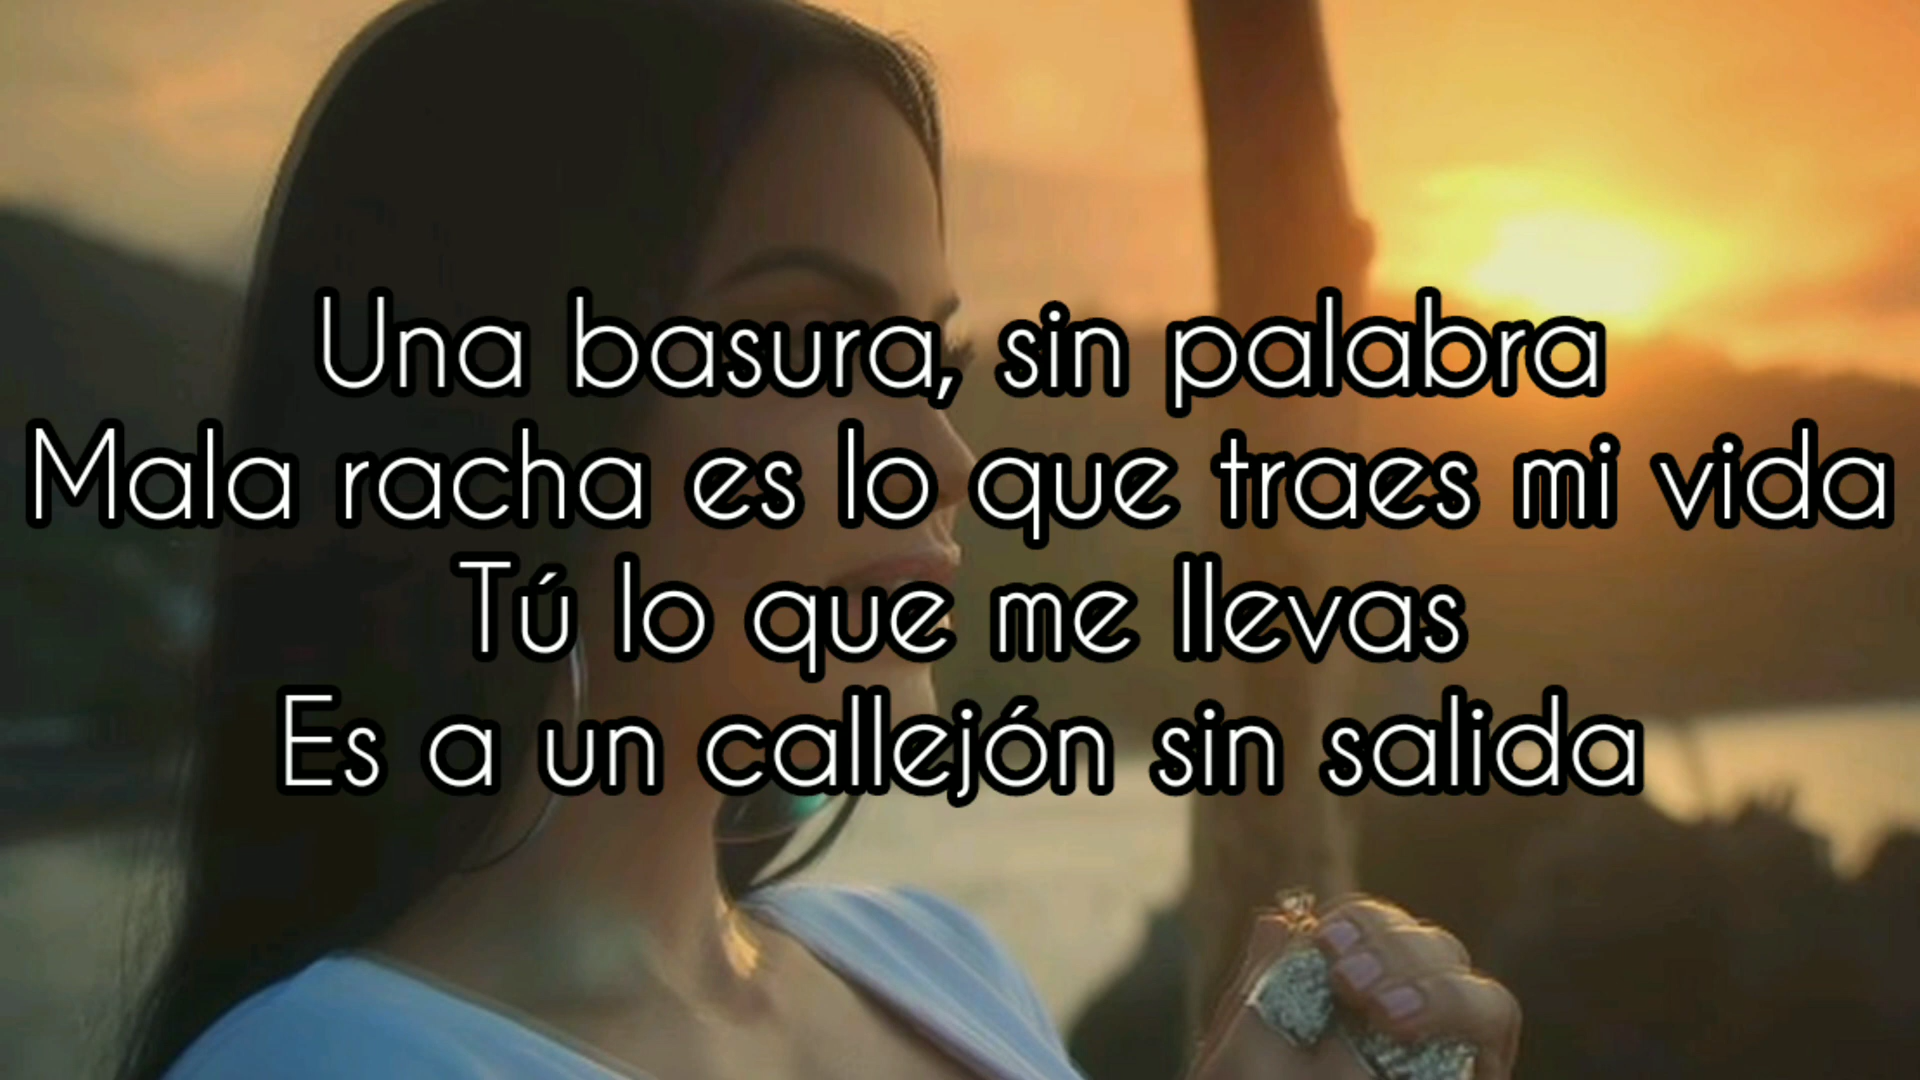 Una basura, sin palabra
Mala racha es lo que traes mi vida
Tú lo que me llevas
Es a un callejón sin salida